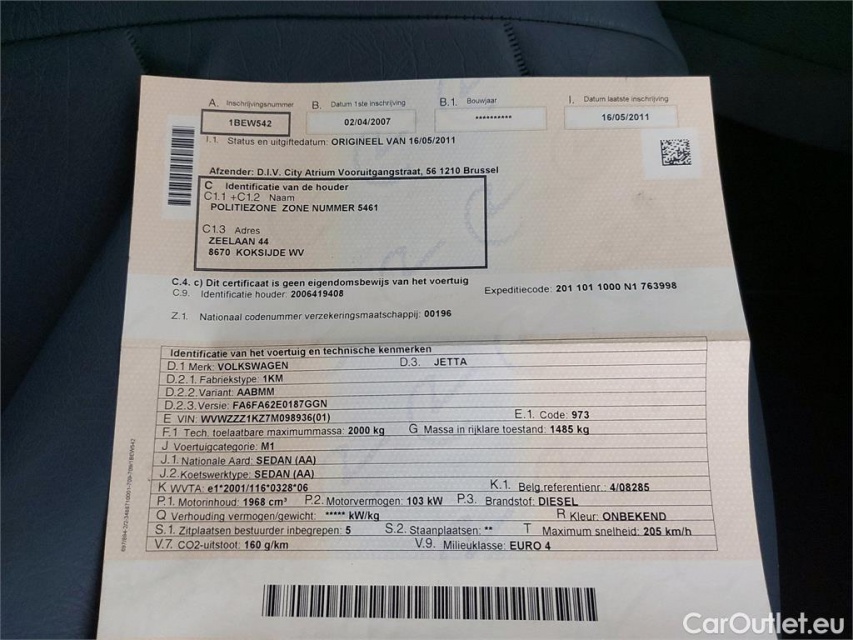 A. Inschrijvingsnummer B. Datum 1ste inschrijving B.1. Bouwjaar I. Datum laatste inschrijving
1BEW542 02/04/2007 ********** 16/05/2011
I.1. Status en uitgiftedatum: ORIGINEEL VAN 16/05/2011
Afzender: D.I.V. City Atrium Vooruitgangstraat, 56 1210 Brussel
C Identificatie van de houder
C1.1 +C1.2 Naam
POLITIEZONE ZONE NUMMER 5461
C1.3 Adres
ZEELAAN 44
8670 KOKSIJDE WV
C.4. c) Dit certificaat is geen eigendomsbewijs van het voertuig
C.9. Identificatie houder: 2006419408 Expeditiecode: 201 101 1000 N1 763998
Z.1. Nationaal codenummer verzekeringsmaatschappij: 00196
Identificatie van het voertuig en technische kenmerken
D.1 Merk: VOLKSWAGEN D.3. JETTA
D.2.1. Fabriekstype: 1KM
D.2.2. Variant: AABMM
D.2.3. Versie: FA6FA62E0187GGN
E VIN: WVWZZZ1KZ7M098936(01) E.1. Code: 973
F.1 Tech. toelaatbare maximummassa: 2000 kg G Massa in rijklare toestand: 1485 kg
J Voertuigcategorie: M1
J.1. Nationale Aard: SEDAN (AA)
J.2. Koetswerktype: SEDAN (AA)
K WVTA: e1*2001/116*0328*06 K.1. Belg.referentienr.: 4/08285
P.1. Motorinhoud: 1968 cm³ P.2. Motorvermogen: 103 kW P.3. Brandstof: DIESEL
Q Verhouding vermogen/gewicht: ***** kW/kg R Kleur: ONBEKEND
S.1. Zitplaatsen bestuurder inbegrepen: 5 S.2. Staanplaatsen: ** T Maximum snelheid: 205 km/h
V.7. CO2-uitstoot: 160 g/km V.9. Milieuklasse: EURO 4
CarOutlet.eu